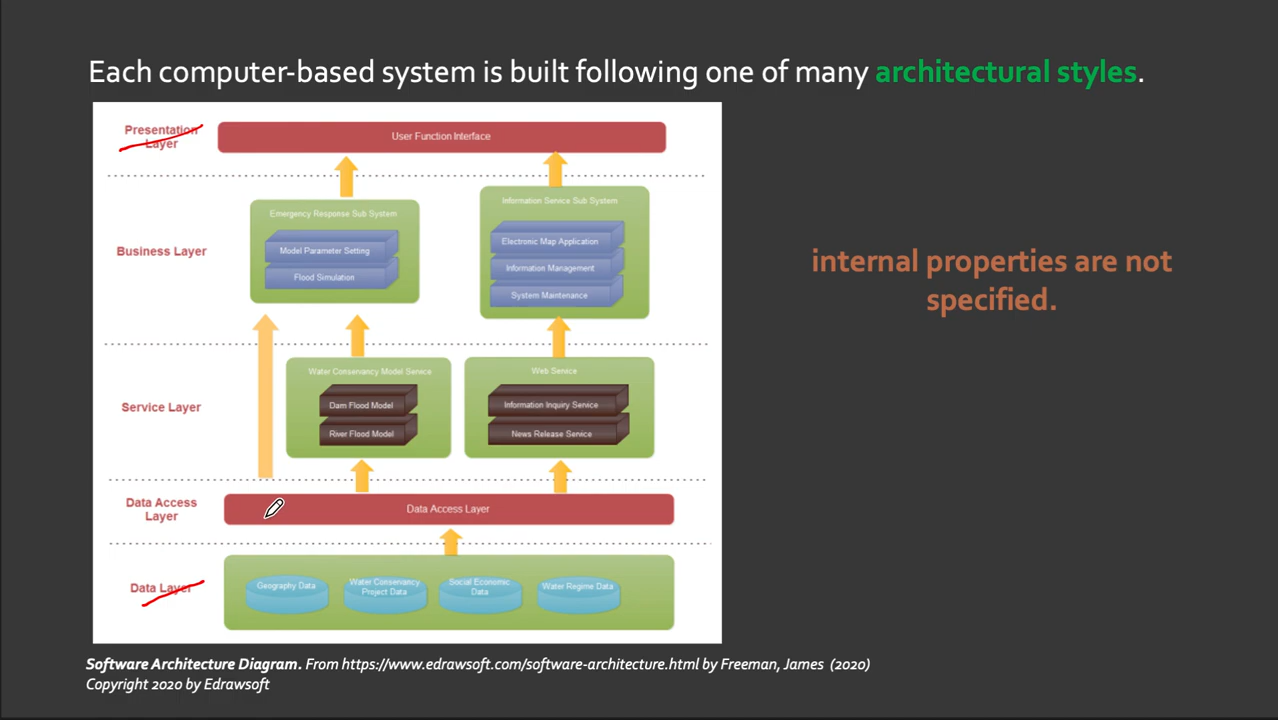 Each computer-based system is built following one of many architectural styles.
Presentation
Layer
User Function Interface
Business Layer
Emergency Response Sub System
Model Parameter Setting
Flood Simulation
Information Service Sub System
Electronic Map Application
Information Management
System Maintenance
internal properties are not
specified.
Service Layer
Water Conservancy Model Service
Dam Flood Model
River Flood Model
Web Service
Information Inquiry Service
News Release Service
Data Access
Layer
Data Access Layer
Data Layer
Geography Data
Water Conservancy
Project Data
Social Economic
Data
Water Regime Data
Software Architecture Diagram. From https://www.edrawsoft.com/software-architecture.html by Freeman, James (2020)
Copyright 2020 by Edrawsoft